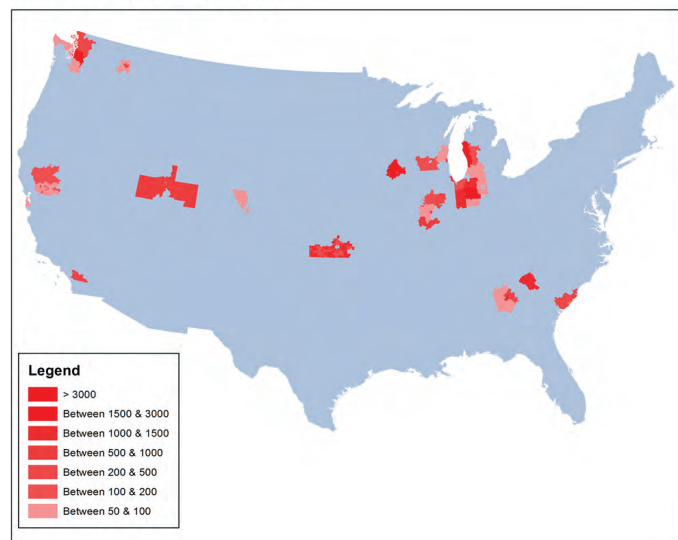 Legend
> 3000
Between 1500 & 3000
Between 1000 & 1500
Between 500 & 1000
Between 200 & 500
Between 100 & 200
Between 50 & 100